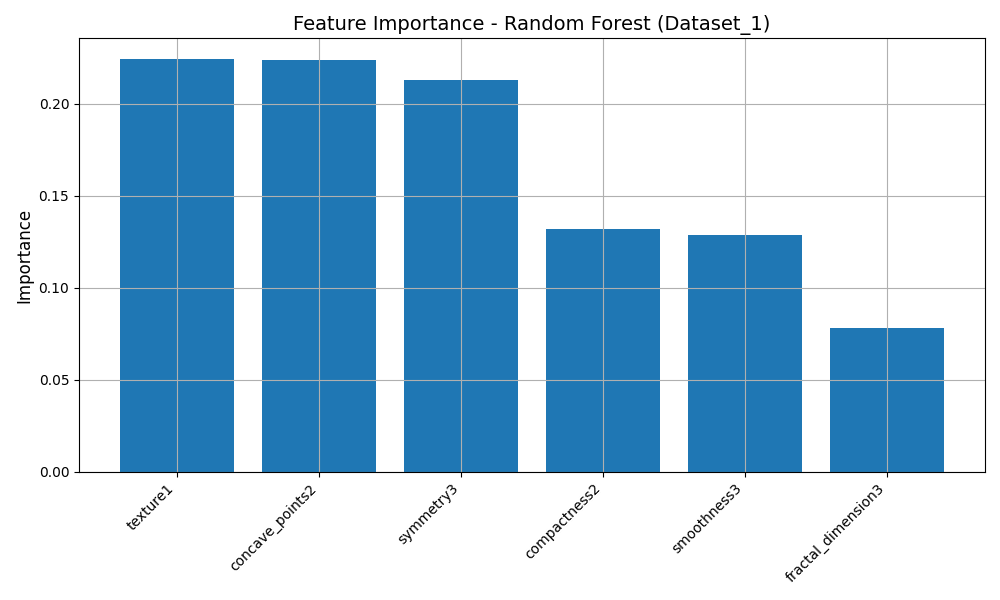 Feature Importance - Random Forest (Dataset_1)
Importance
0.20
0.15
0.10
0.05
0.00
texture1
concave_points2
symmetry3
compactness2
smoothness3
fractal_dimension3